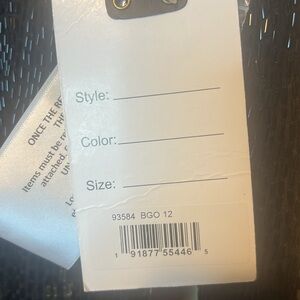 Style:
Color:
Size:
93584 BGO 12
1 91877 55446 5
ONCE THE
Items must be
attached,